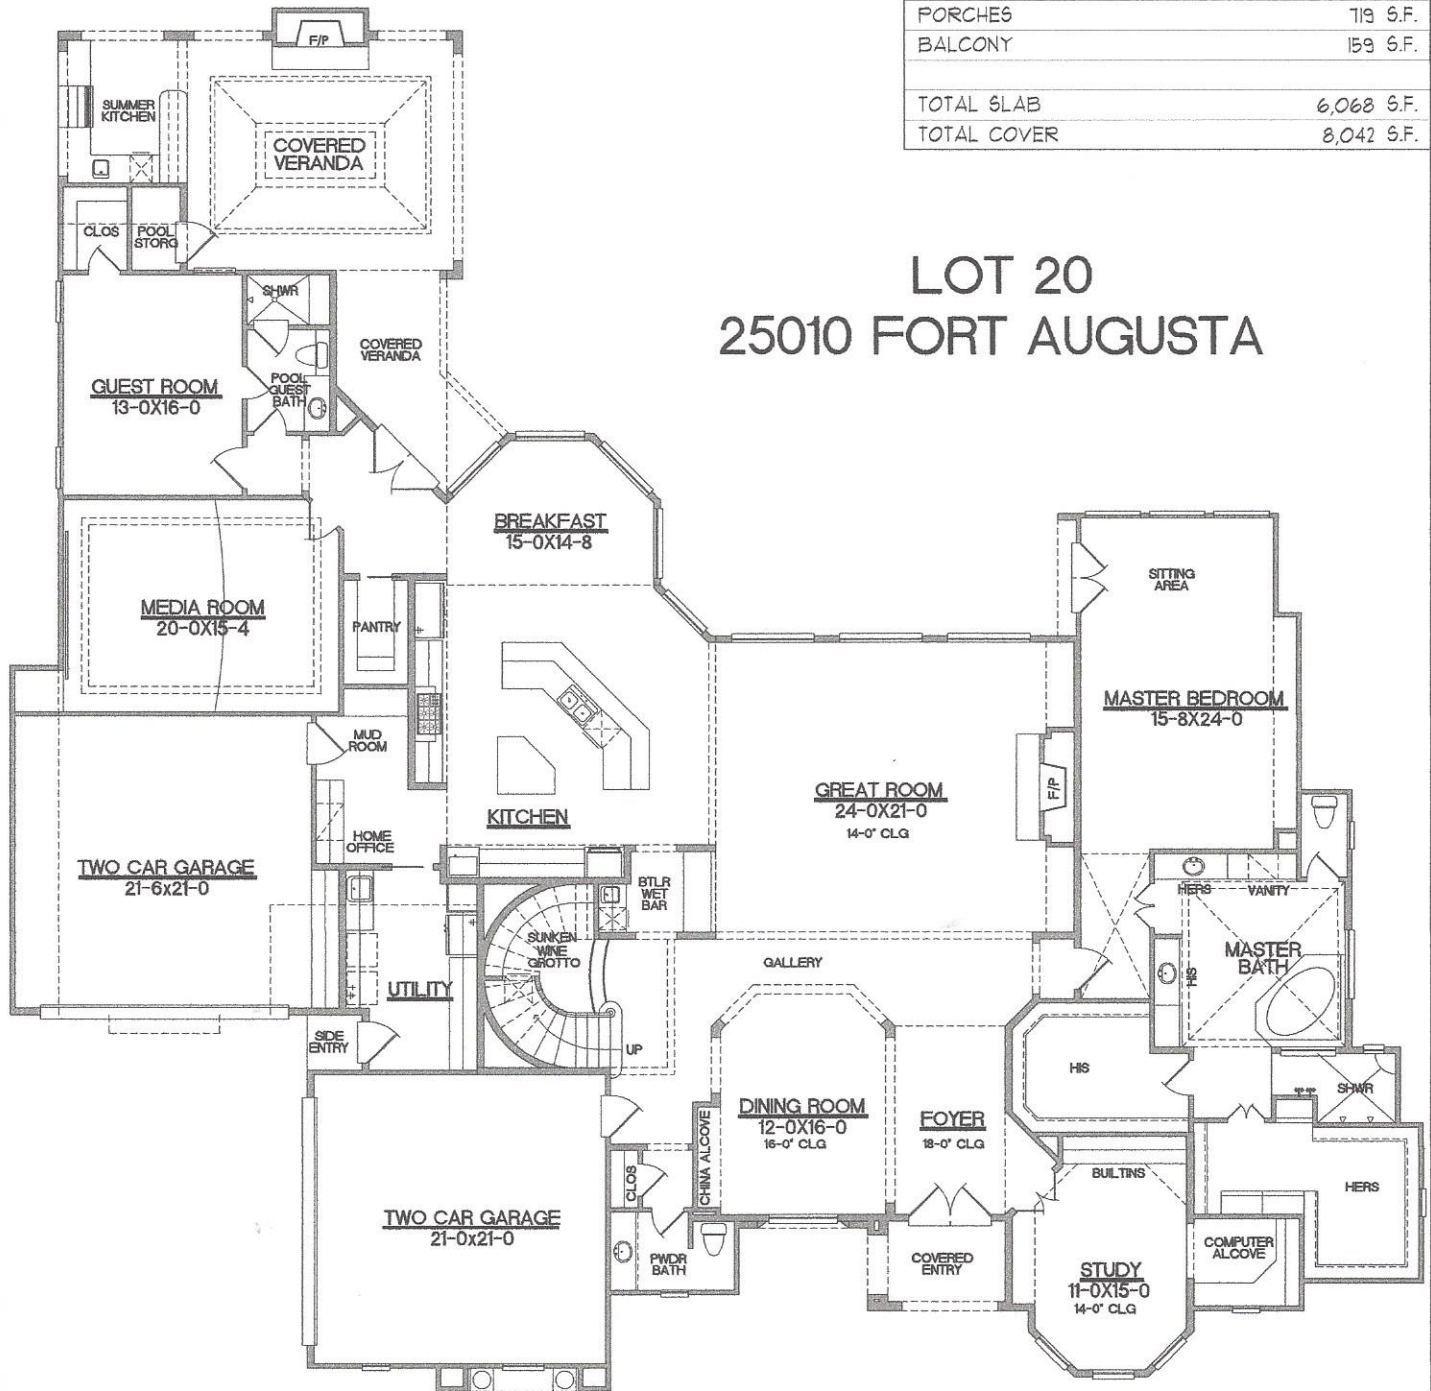 PORCHES 719 S.F.
BALCONY 159 S.F.
TOTAL SLAB 6,068 S.F.
TOTAL COVER 8,042 S.F.
LOT 20
25010 FORT AUGUSTA
F/P
SUMMER
KITCHEN
COVERED
VERANDA
CLOS
POOL
STORG
SHWR
COVERED
VERANDA
GUEST ROOM
13-0X16-0
POOL
GUEST
BATH
BREAKFAST
15-0X14-8
SITTING
AREA
MEDIA ROOM
20-0X15-4
PANTRY
MASTER BEDROOM
15-8X24-0
MUD
ROOM
GREAT ROOM
24-0X21-0
14-0" CLG
F/P
KITCHEN
HOME
OFFICE
TWO CAR GARAGE
21-6x21-0
BTLR
WET
BAR
HERS
VANITY
SUNKEN
WINE
GROTTO
GALLERY
MASTER
BATH
HIS
UTILITY
SIDE
ENTRY
UP
HIS
SHWR
DINING ROOM
12-0X16-0
16-0" CLG
FOYER
18-0" CLG
CHINA ALCOVE
CLOS
BUILTINS
HERS
TWO CAR GARAGE
21-0x21-0
PWDR
BATH
COVERED
ENTRY
COMPUTER
ALCOVE
STUDY
11-0X15-0
14-0" CLG